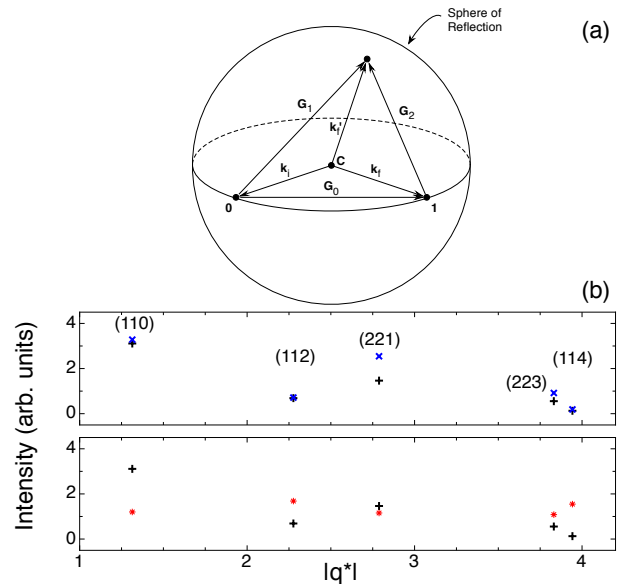 Sphere of
Reflection
(a)
G1
G2
kf'
C
ki
kf
G0
0
1
(b)
Intensity (arb. units)
4
2
0
(110)
(112)
(221)
(223)
(114)
4
2
0
1
2
3
4
|q*|